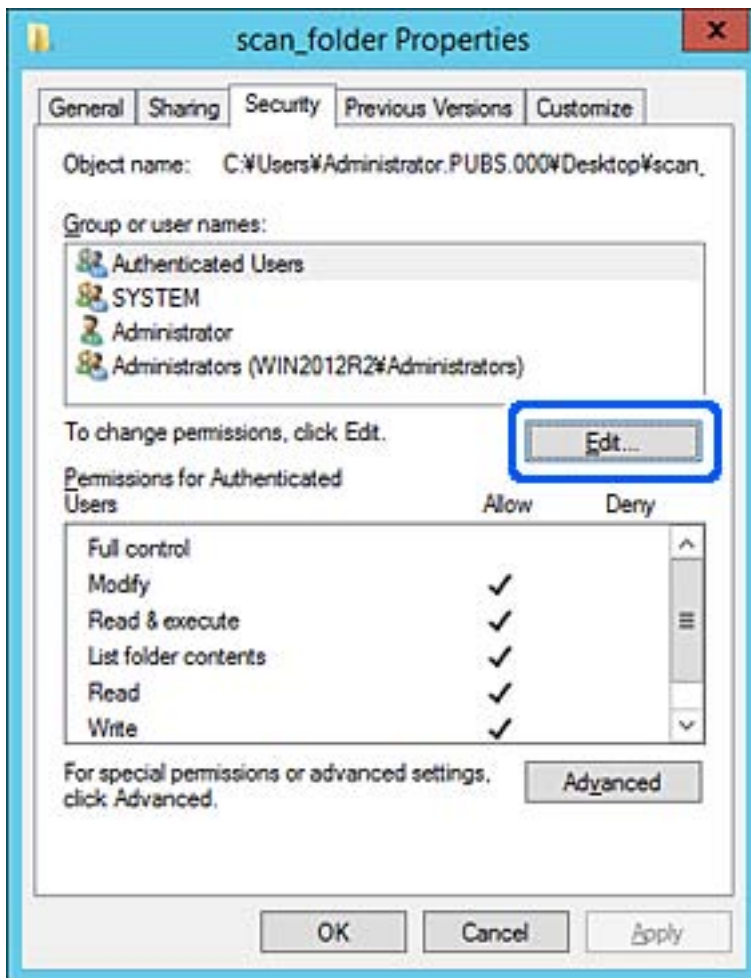 scan_folder Properties
General Sharing Security Previous Versions Customize
Object name: C:¥Users¥Administrator.PUBS.000¥Desktop¥scan_
Group or user names:
Authenticated Users
SYSTEM
Administrator
Administrators (WIN2012R2¥Administrators)
To change permissions, click Edit.
Edit...
Permissions for Authenticated
Users Allow Deny
Full control
Modify
Read & execute
List folder contents
Read
Write
For special permissions or advanced settings,
click Advanced.
Advanced
OK Cancel Apply